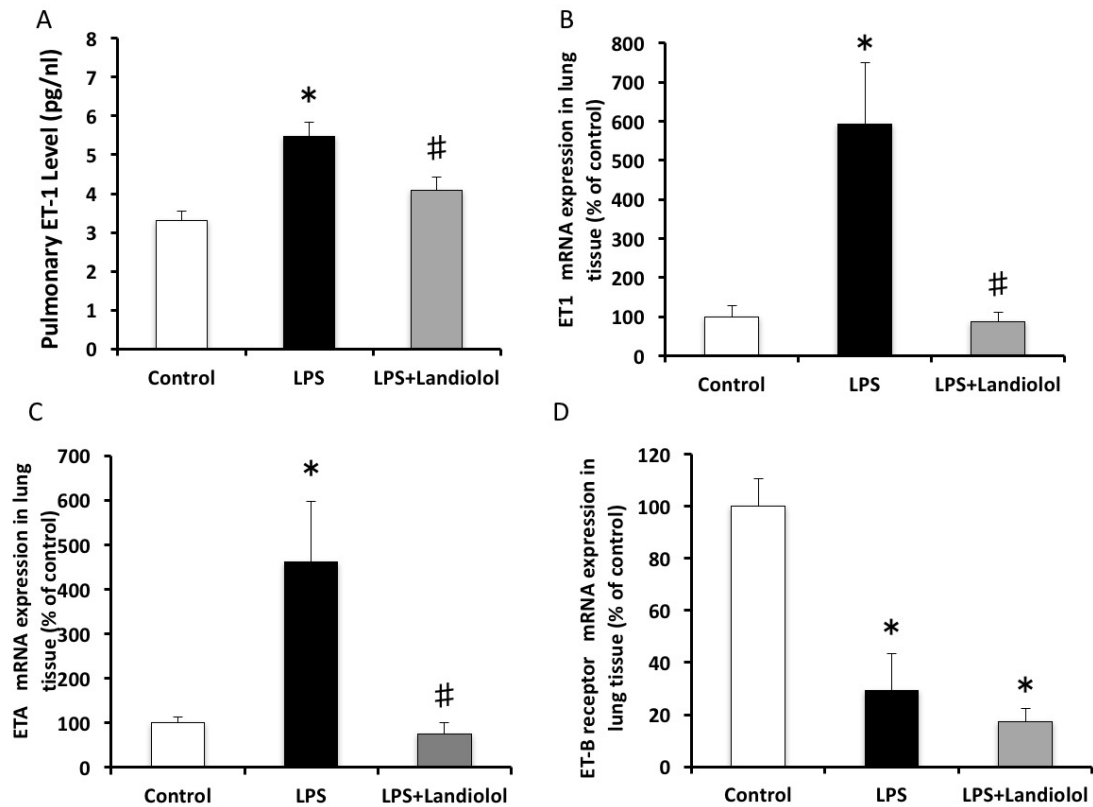 A
Pulmonary ET-1 Level (pg/nl)
8
7
6
5
4
3
2
1
0
*
#
Control LPS LPS+Landiolol
B
ET1 mRNA expression in lung
tissue (% of control)
800
700
600
500
400
300
200
100
0
*
#
Control LPS LPS+Landiolol
C
ETA mRNA expression in lung
tissue (% of control)
700
600
500
400
300
200
100
0
*
#
Control LPS LPS+Landiolol
D
ET-B receptor mRNA expression in
lung tissue (% of control)
120
100
80
60
40
20
0
*
*
Control LPS LPS+Landiolol